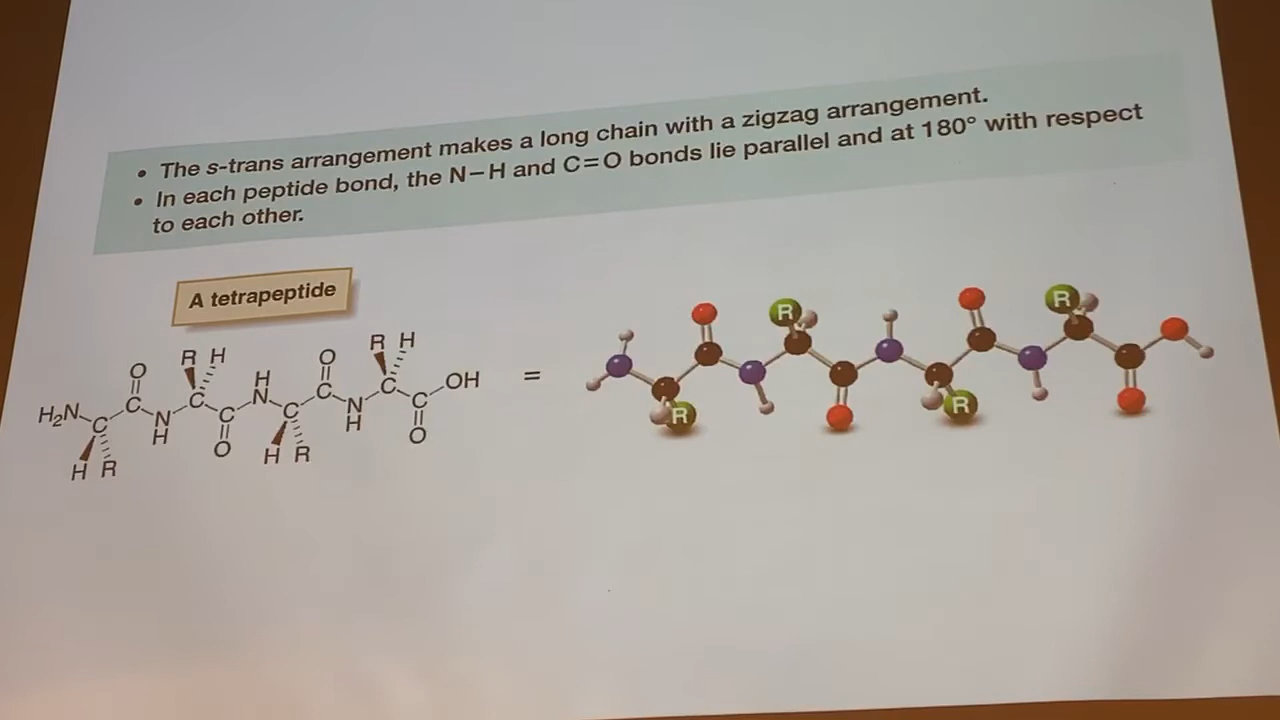 • The s-trans arrangement makes a long chain with a zigzag arrangement.
• In each peptide bond, the N–H and C=O bonds lie parallel and at 180° with respect
to each other.
A tetrapeptide
R H
O
R H
H
O
H₂N C C N C C N C C N C C OH
H
O
H
O
H R
H R
=
R
R
R
R